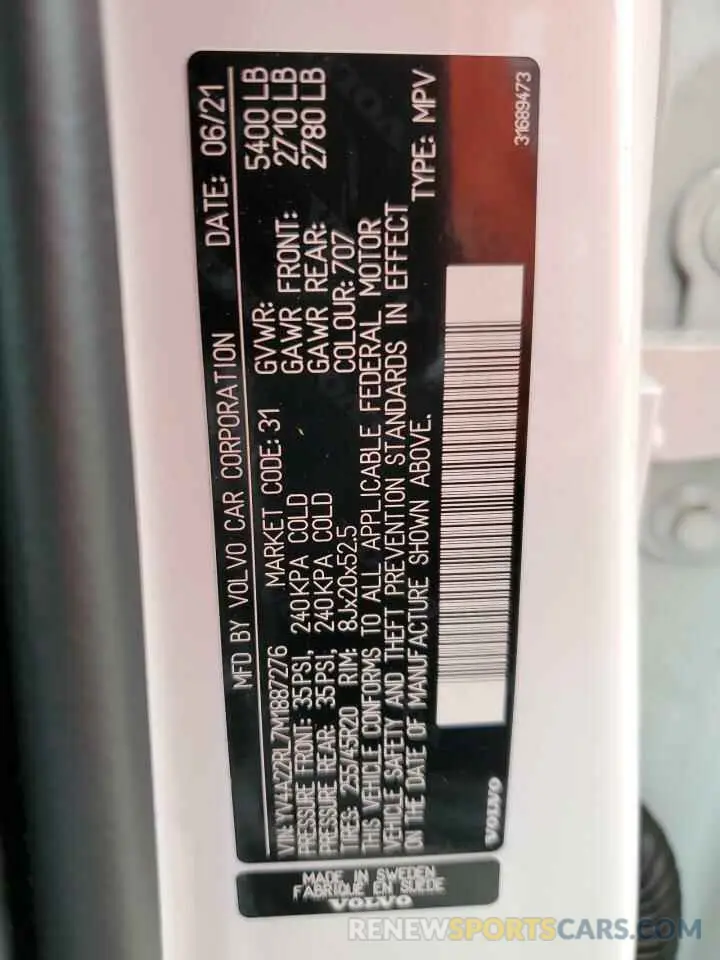 MFD BY VOLVO CAR CORPORATION DATE: 06/21
VIN: YV4A22RL7M1887276 MARKET CODE: 31 GVWR: 5400 LB
PRESSURE FRONT: 35PSI, 240KPA COLD GAWR FRONT: 2710 LB
PRESSURE REAR: 35PSI, 240KPA COLD GAWR REAR: 2780 LB
TIRES: 255/45R20 RIM: 8Jx20x52.5 COLOUR: 707
THIS VEHICLE CONFORMS TO ALL APPLICABLE FEDERAL MOTOR
VEHICLE SAFETY AND THEFT PREVENTION STANDARDS IN EFFECT
ON THE DATE OF MANUFACTURE SHOWN ABOVE. TYPE: MPV
VOLVO
31689473
MADE IN SWEDEN
FABRIQUÉ EN SUÈDE
VOLVO
RENEWSPORTSCARS.COM